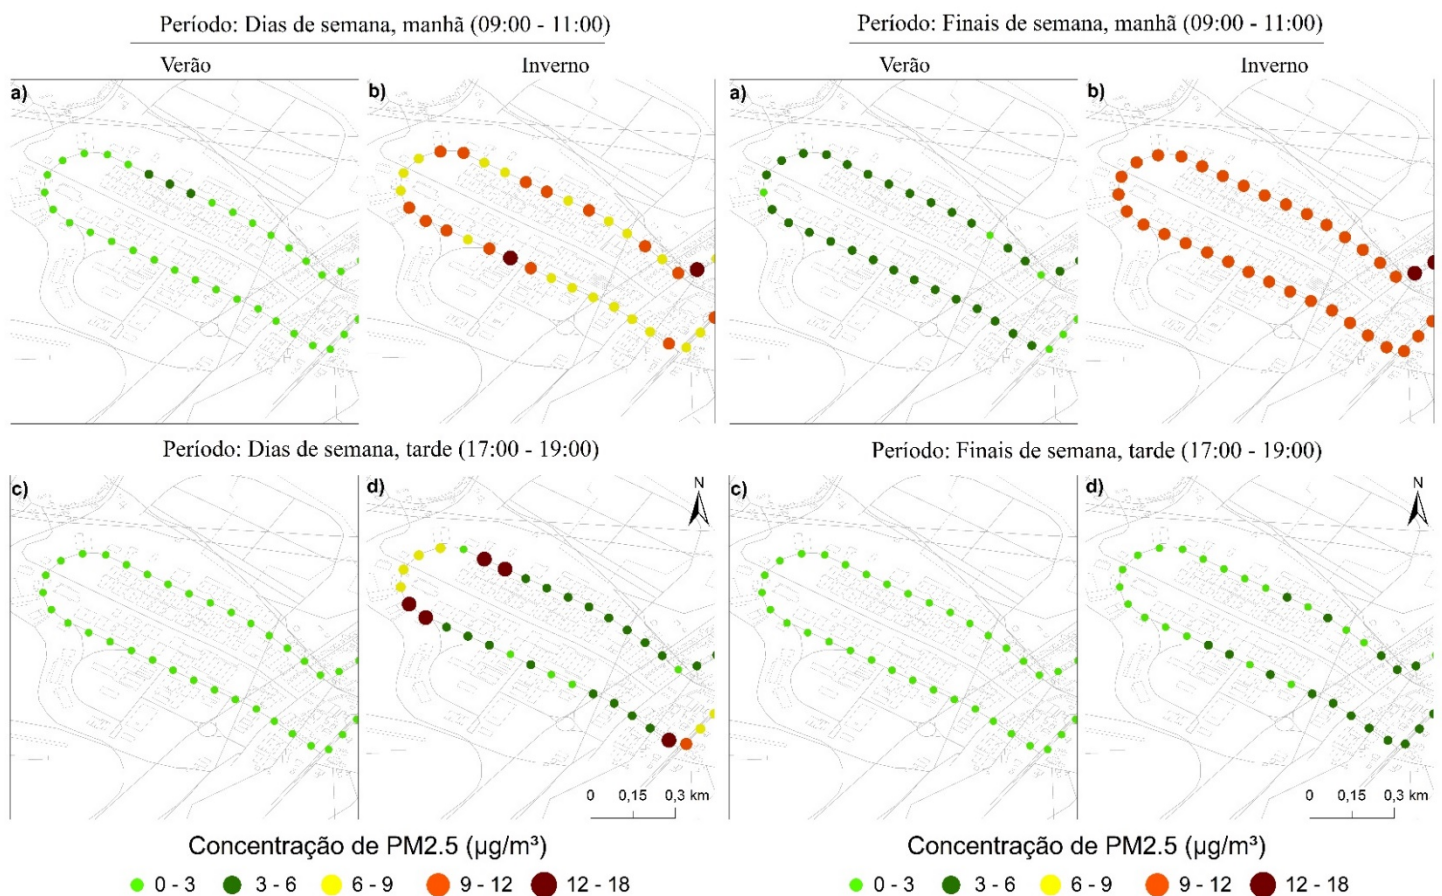 Período: Dias de semana, manhã (09:00 - 11:00)
Verão
Inverno
a)
b)
Período: Finais de semana, manhã (09:00 - 11:00)
Verão
Inverno
a)
b)
Período: Dias de semana, tarde (17:00 - 19:00)
c)
d)
N
0 0,15 0,3 km
Período: Finais de semana, tarde (17:00 - 19:00)
c)
d)
N
0 0,15 0,3 km
Concentração de PM2.5 (µg/m³)
0 - 3 3 - 6 6 - 9 9 - 12 12 - 18
Concentração de PM2.5 (µg/m³)
0 - 3 3 - 6 6 - 9 9 - 12 12 - 18